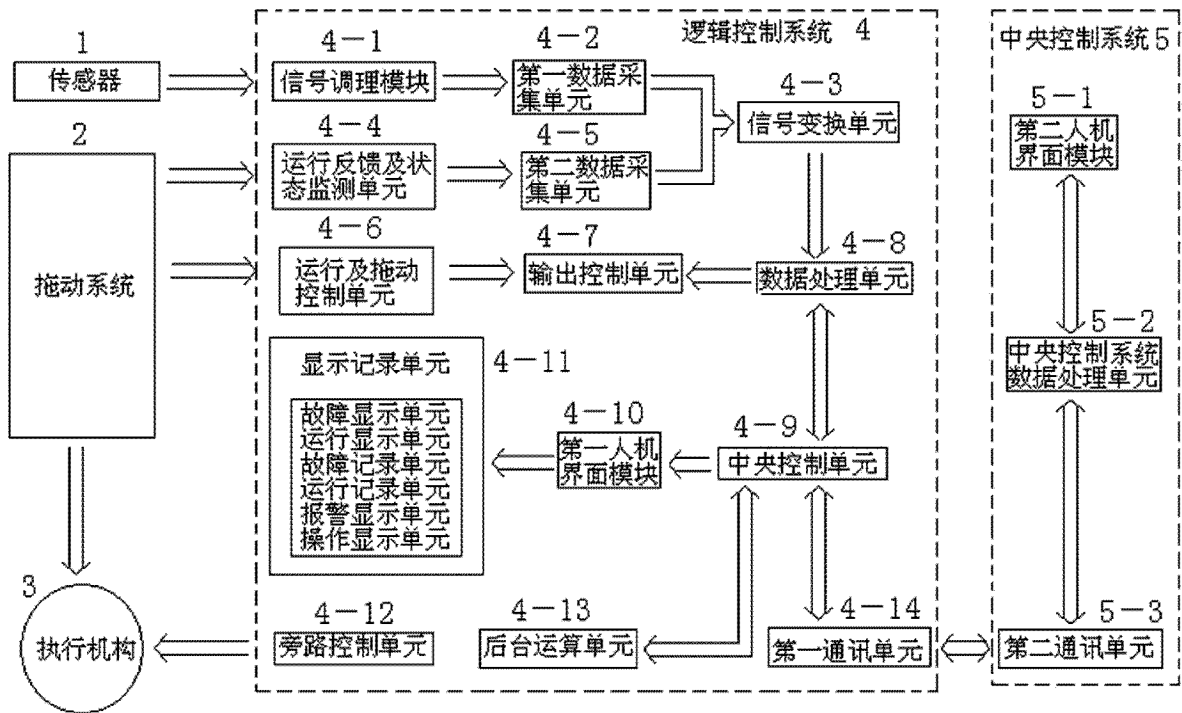 1
传感器
2
拖动系统
3
执行机构
逻辑控制系统 4
4-1
信号调理模块
4-2
第一数据采
集单元
4-3
信号变换单元
4-4
运行反馈及状
态监测单元
4-5
第二数据采
集单元
4-6
运行及拖动
控制单元
4-7
输出控制单元
4-8
数据处理单元
4-11
显示记录单元
故障显示单元
运行显示单元
故障记录单元
运行记录单元
报警显示单元
操作显示单元
4-10
第一人机
界面模块
4-9
中央控制单元
4-12
旁路控制单元
4-13
后台运算单元
4-14
第一通讯单元
中央控制系统5
5-1
第二人机
界面模块
5-2
中央控制系统
数据处理单元
5-3
第二通讯单元